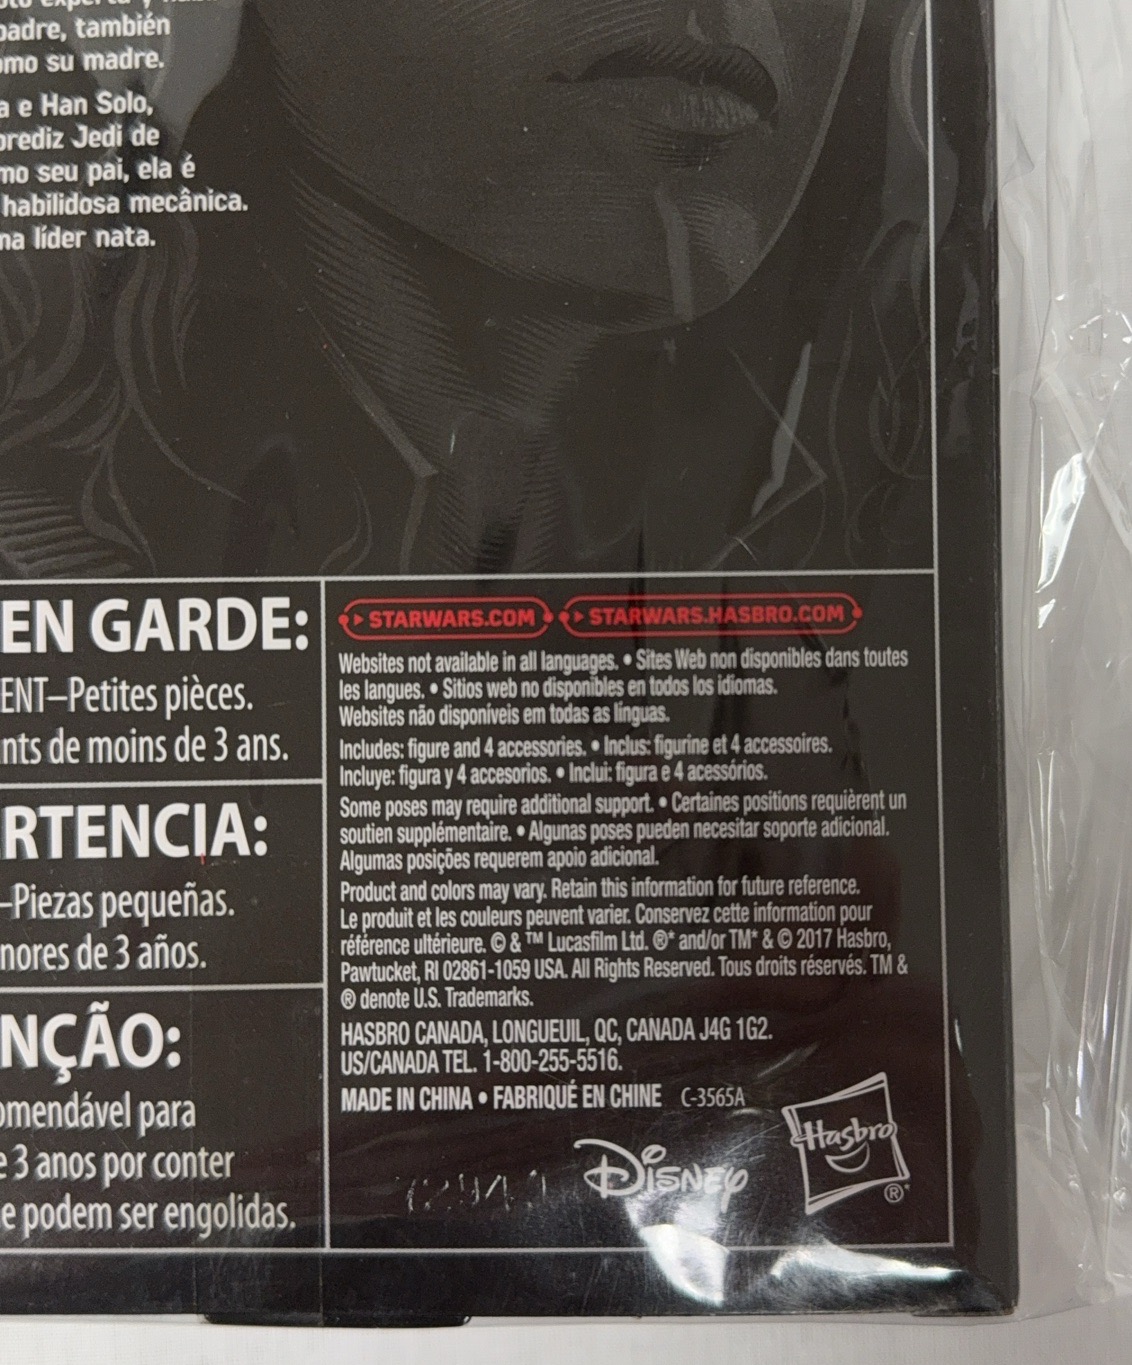 padre, también
su madre.
e Han Solo,
Jedi de
seu pai, ela é
habilidosa mecânica.
líder nata.
EN GARDE:
ENT–Petites pièces.
nts de moins de 3 ans.
RTENCIA:
–Piezas pequeñas.
nores de 3 años.
NÇÃO:
omendável para
e 3 anos por conter
e podem ser engolidas.
STARWARS.COM STARWARS.HASBRO.COM
Websites not available in all languages. • Sites Web non disponibles dans toutes
les langues. • Sitios web no disponibles en todos los idiomas.
Websites não disponíveis em todas as línguas.
Includes: figure and 4 accessories. • Inclus: figurine et 4 accessoires.
Incluye: figura y 4 accesorios. • Inclui: figura e 4 acessórios.
Some poses may require additional support. • Certaines positions requièrent un
soutien supplémentaire. • Algunas poses pueden necesitar soporte adicional.
Algumas posições requerem apoio adicional.
Product and colors may vary. Retain this information for future reference.
Le produit et les couleurs peuvent varier. Conservez cette information pour
référence ultérieure. © & ™ Lucasfilm Ltd. ®* and/or TM* & © 2017 Hasbro,
Pawtucket, RI 02861-1059 USA. All Rights Reserved. Tous droits réservés. TM &
® denote U.S. Trademarks.
HASBRO CANADA, LONGUEUIL, QC, CANADA J4G 1G2.
US/CANADA TEL. 1-800-255-5516.
MADE IN CHINA • FABRIQUÉ EN CHINE C-3565A
DISNEY
Hasbro
®*